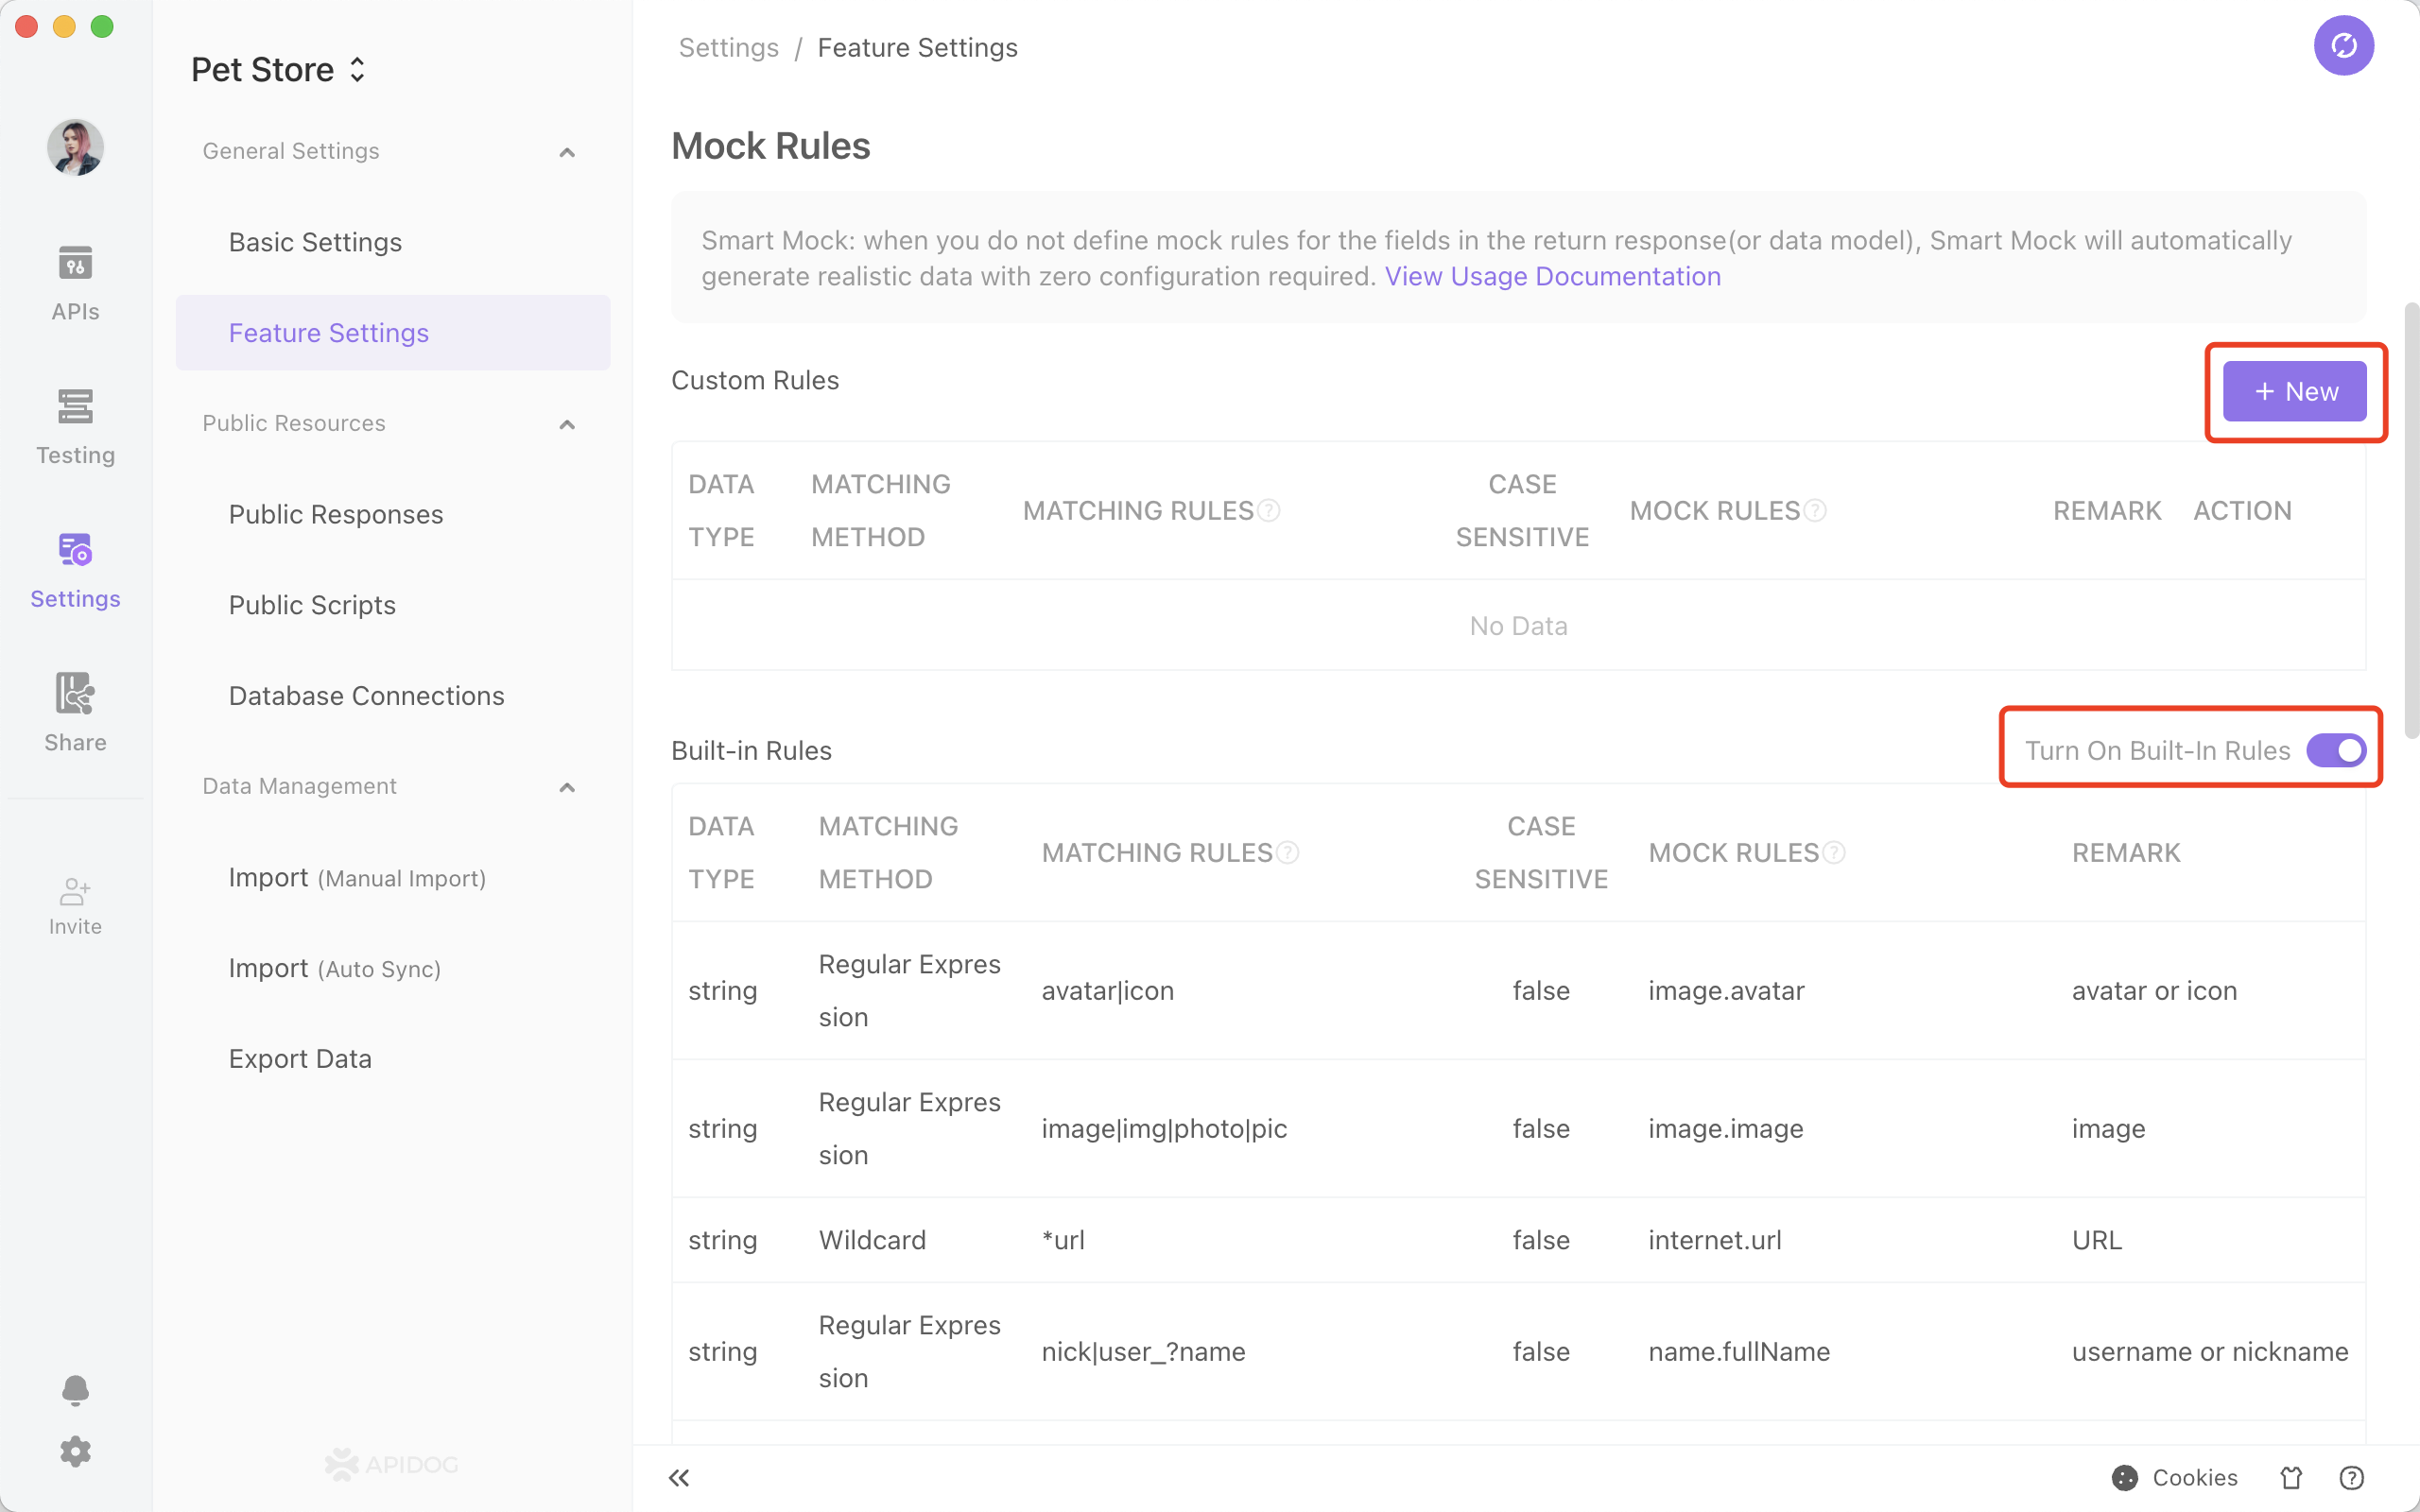 Pet Store
General Settings
Basic Settings
Feature Settings
Public Resources
Public Responses
Public Scripts
Database Connections
Data Management
Import (Manual Import)
Import (Auto Sync)
Export Data
APIDOG
APIs
Testing
Settings
Share
Invite
Settings / Feature Settings
Mock Rules
Smart Mock: when you do not define mock rules for the fields in the return response(or data model), Smart Mock will automatically
generate realistic data with zero configuration required. View Usage Documentation
Custom Rules
+ New
DATA TYPE MATCHING METHOD MATCHING RULES? CASE SENSITIVE MOCK RULES? REMARK ACTION
No Data
Built-in Rules
Turn On Built-In Rules
DATA TYPE MATCHING METHOD MATCHING RULES? CASE SENSITIVE MOCK RULES? REMARK
string Regular Expression avatar|icon false image.avatar avatar or icon
string Regular Expression image|img|photo|pic false image.image image
string Wildcard *url false internet.url URL
string Regular Expression nick|user_?name false name.fullName username or nickname
Cookies
?